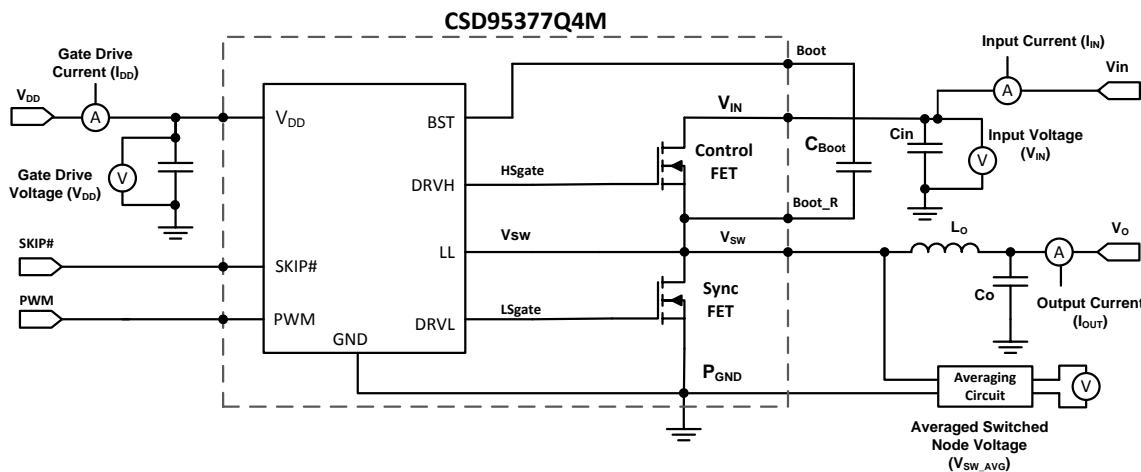 CSD95377Q4M
Gate Drive
Current (IDD)
VDD
A
V
Gate Drive
Voltage (VDD)
SKIP#
PWM
VDD
BST
DRVH
LL
SKIP#
PWM
DRVL
GND
HSgate
Vsw
LSgate
Control
FET
Sync
FET
VIN
VSW
PGND
Boot
CBoot
Boot_R
Input Current (IIN)
A
Vin
Cin
V
Input Voltage
(VIN)
LO
VO
A
Co
Output Current
(IOUT)
Averaging
Circuit
V
Averaged Switched
Node Voltage
(VSW_AVG)